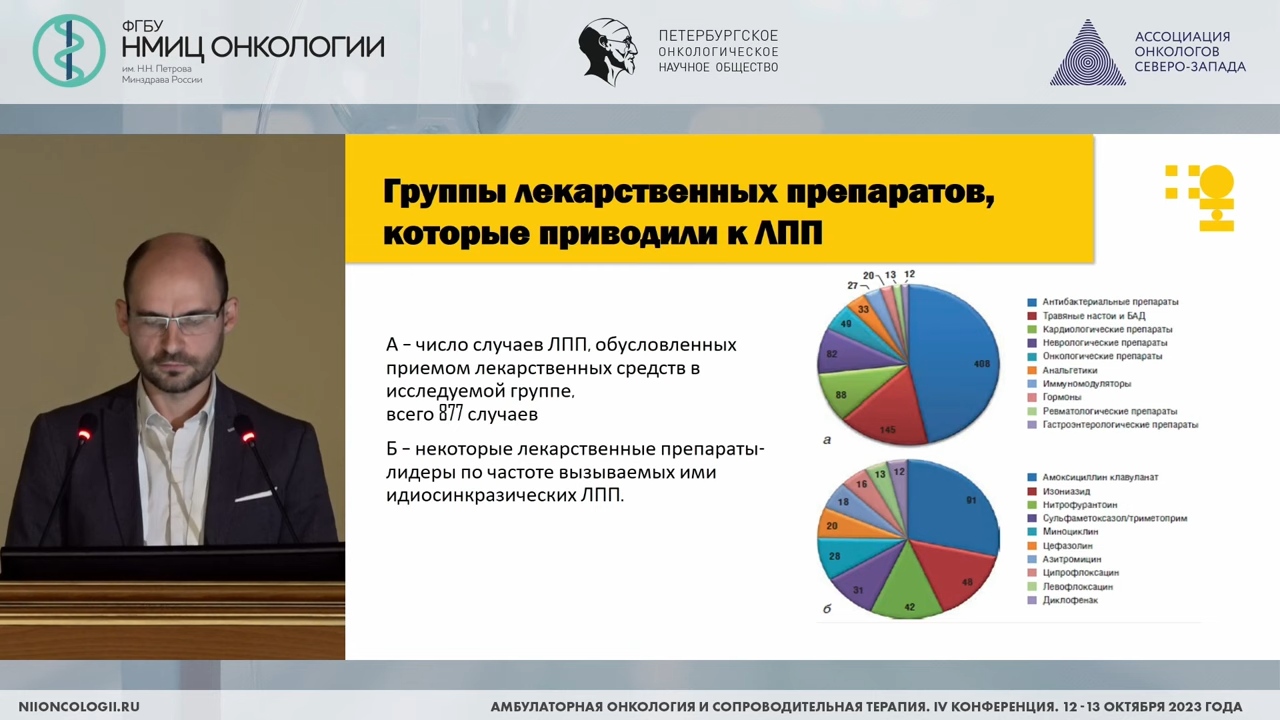 ФГБУ
НМИЦ ОНКОЛОГИИ
им. Н.Н. Петрова
Минздрава России
ПЕТЕРБУРГСКОЕ
ОНКОЛОГИЧЕСКОЕ
НАУЧНОЕ ОБЩЕСТВО
АССОЦИАЦИЯ
ОНКОЛОГОВ
СЕВЕРО-ЗАПАДА
Группы лекарственных препаратов,
которые приводили к ЛПП
А – число случаев ЛПП, обусловленных
приемом лекарственных средств в
исследуемой группе,
всего 877 случаев
Б – некоторые лекарственные препараты-
лидеры по частоте вызываемых ими
идиосинкразических ЛПП.
12
13
20
27
33
49
82
88
145
408
а
Антибактериальные препараты
Травяные настои и БАД
Кардиологические препараты
Неврологические препараты
Онкологические препараты
Анальгетики
Иммуномодуляторы
Гормоны
Ревматологические препараты
Гастроэнтерологические препараты
12
13
16
18
20
28
31
42
48
91
б
Амоксициллин клавуланат
Изониазид
Нитрофурантоин
Сульфаметоксазол/триметоприм
Миноциклин
Цефазолин
Азитромицин
Ципрофлоксацин
Левофлоксацин
Диклофенак
NIIONCOLOGII.RU
АМБУЛАТОРНАЯ ОНКОЛОГИЯ И СОПРОВОДИТЕЛЬНАЯ ТЕРАПИЯ. IV КОНФЕРЕНЦИЯ. 12 - 13 ОКТЯБРЯ 2023 ГОДА